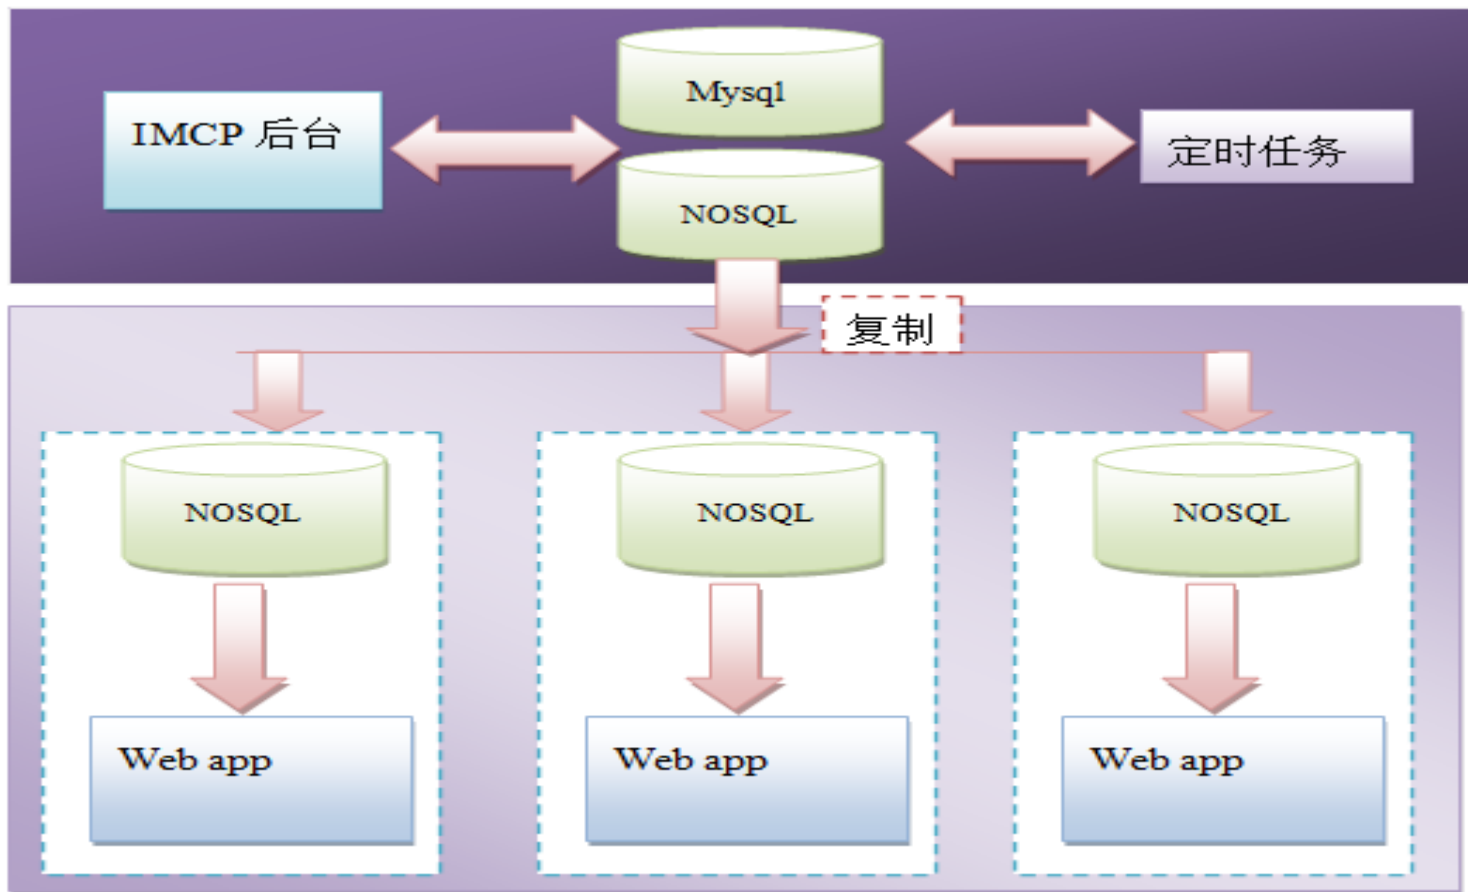 Mysql
IMCP 后台
定时任务
NOSQL
复制
NOSQL
NOSQL
NOSQL
Web app
Web app
Web app